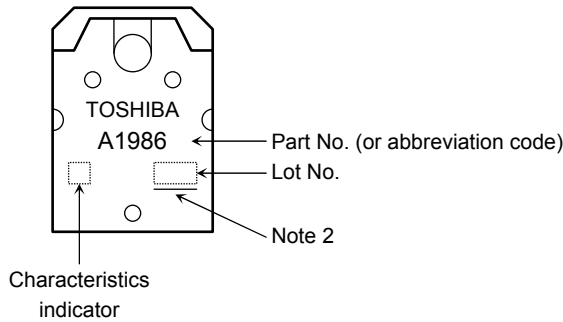 TOSHIBA
A1986
Part No. (or abbreviation code)
Lot No.
Note 2
Characteristics
indicator